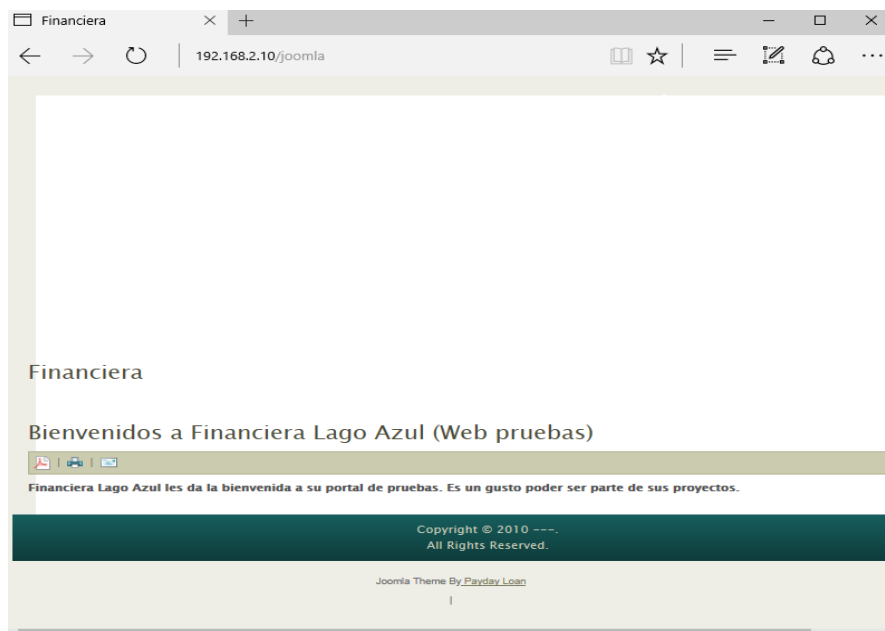 Financiera
192.168.2.10/joomla
Financiera
Bienvenidos a Financiera Lago Azul (Web pruebas)
Financiera Lago Azul les da la bienvenida a su portal de pruebas. Es un gusto poder ser parte de sus proyectos.
Copyright © 2010 ---.
All Rights Reserved.
Joomla Theme By Payday Loan
|